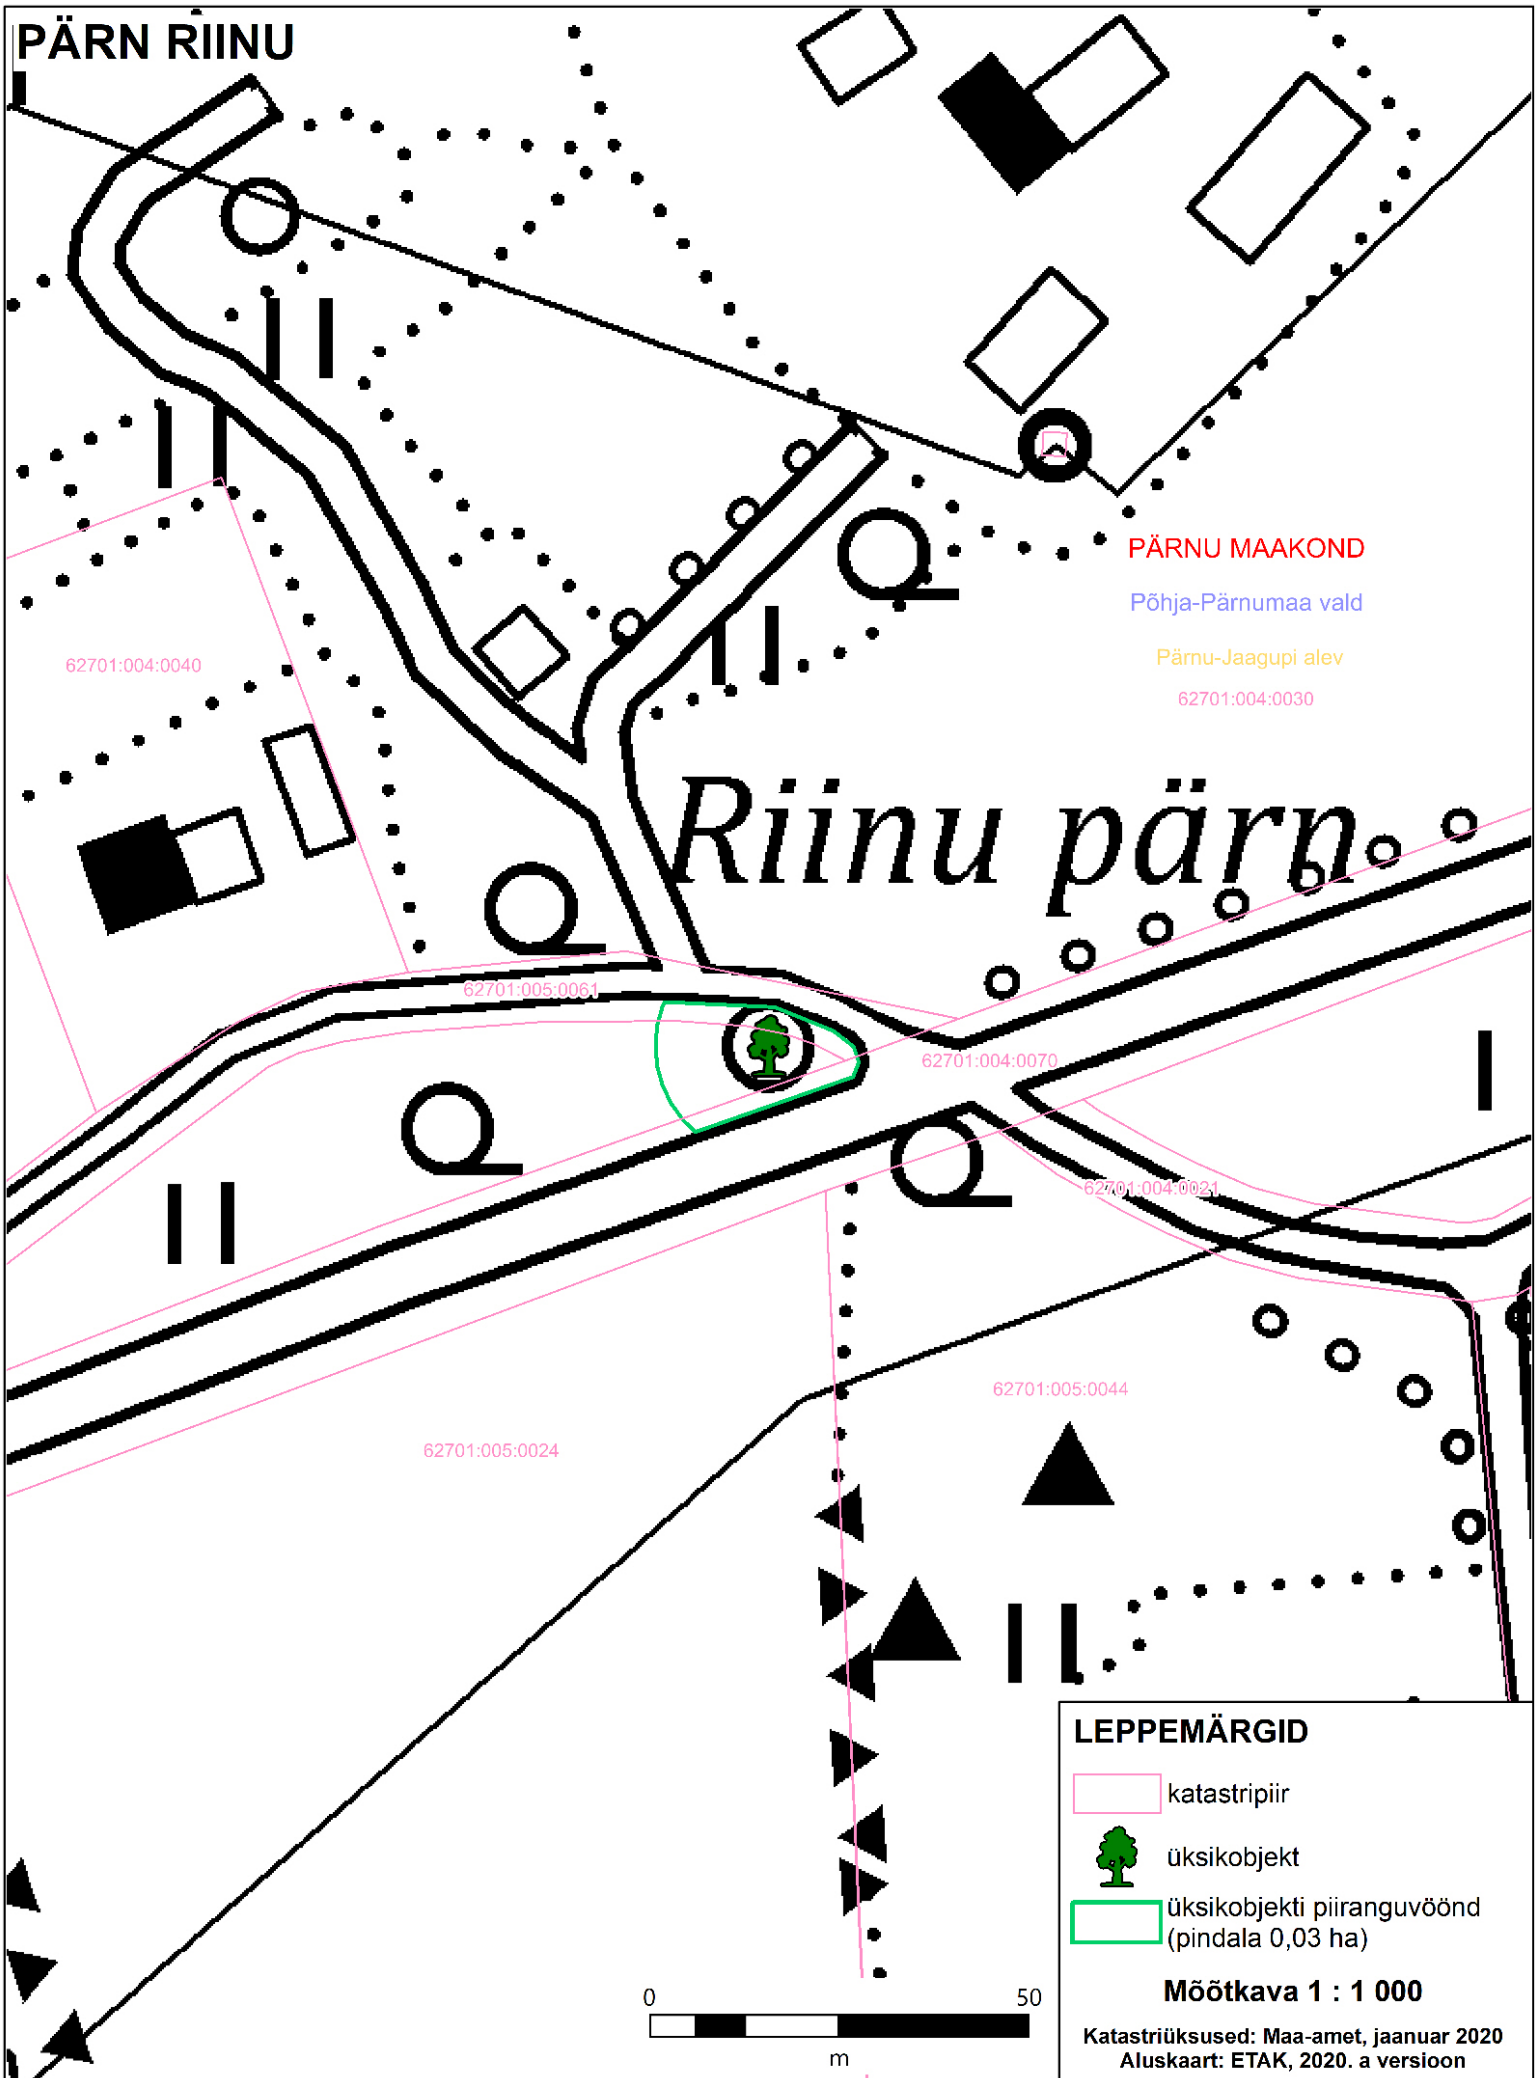 PÄRN RIINU
PÄRNU MAAKOND
Põhja-Pärnumaa vald
Pärnu-Jaagupi alev
62701:004:0030
62701:004:0040
Riinu pärn
62701:005:0061
62701:004:0070
62701:004:0021
62701:005:0044
62701:005:0024
LEPPEMÄRGID
katastripiir
üksikobjekt
üksikobjekti piiranguvöönd
(pindala 0,03 ha)
Mõõtkava 1 : 1 000
Katastriüksused: Maa-amet, jaanuar 2020
Aluskaart: ETAK, 2020. a versioon
0 50
m